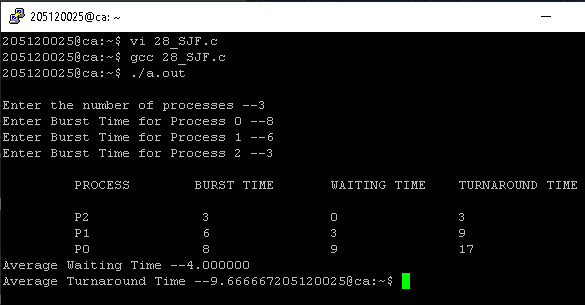 205120025@ca: ~
205120025@ca:~$ vi 28_SJF.c
205120025@ca:~$ gcc 28_SJF.c
205120025@ca:~$ ./a.out
Enter the number of processes --3
Enter Burst Time for Process 0 --8
Enter Burst Time for Process 1 --6
Enter Burst Time for Process 2 --3
PROCESS BURST TIME WAITING TIME TURNAROUND TIME
P2 3 0 3
P1 6 3 9
P0 8 9 17
Average Waiting Time --4.000000
Average Turnaround Time --9.666667205120025@ca:~$